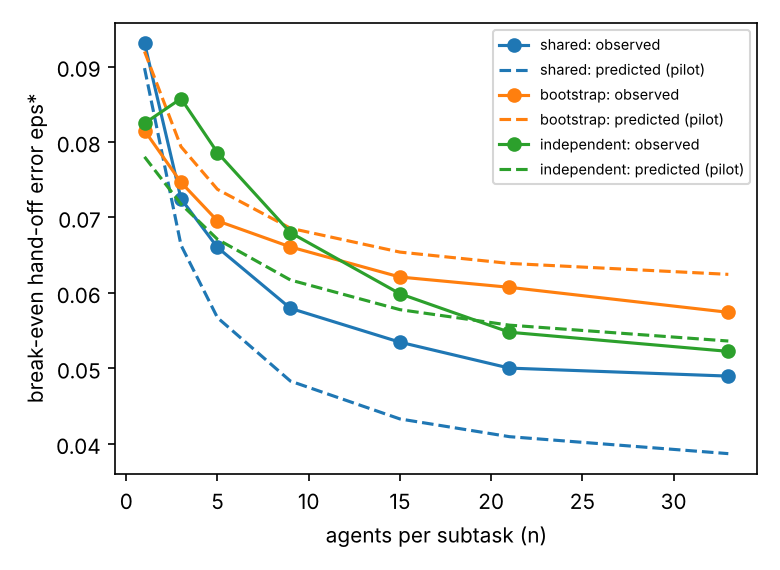 shared: observed
shared: predicted (pilot)
bootstrap: observed
bootstrap: predicted (pilot)
independent: observed
independent: predicted (pilot)
break-even hand-off error eps*
0.09
0.08
0.07
0.06
0.05
0.04
0 5 10 15 20 25 30
agents per subtask (n)